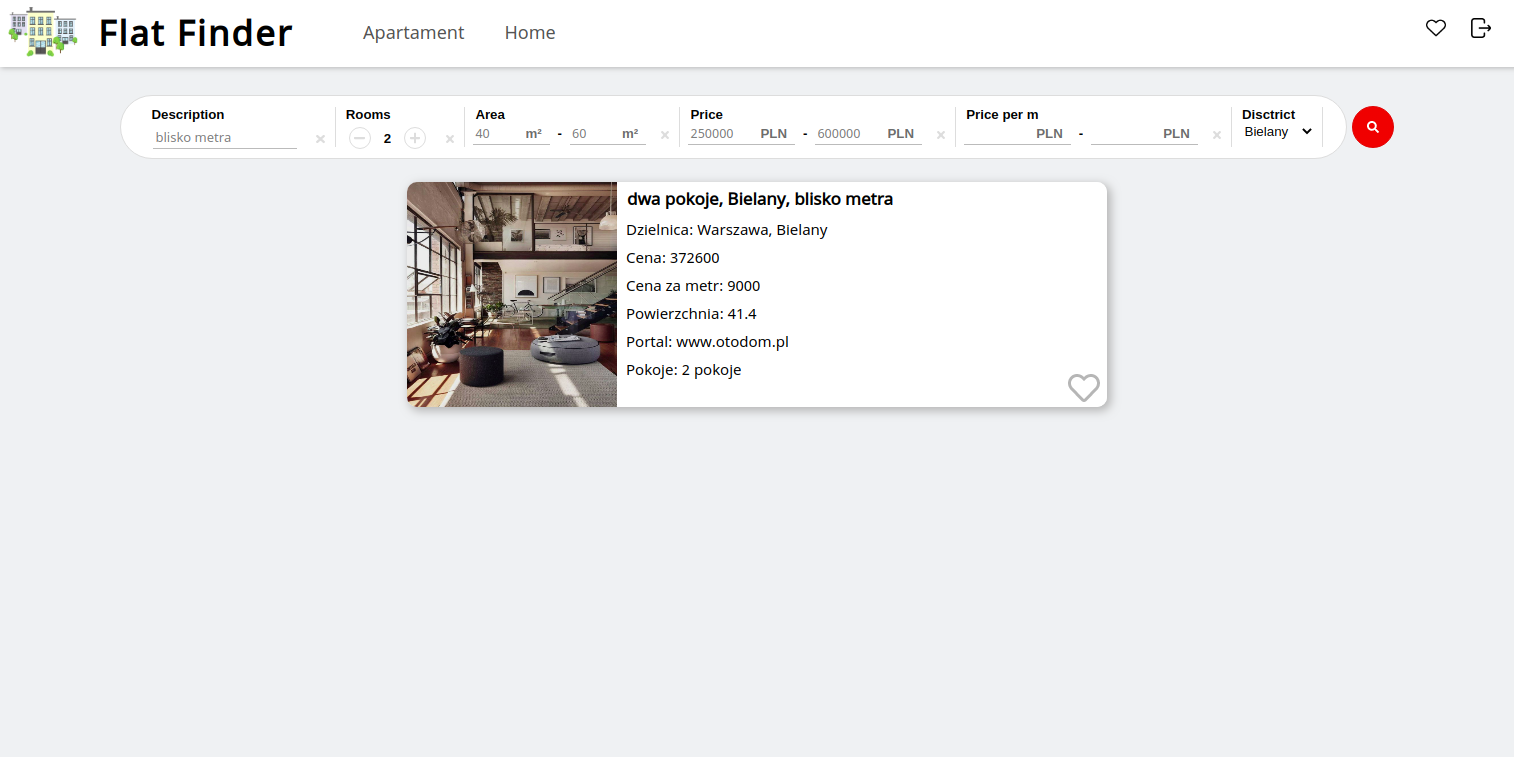 Flat Finder Apartament Home
Description Rooms Area Price Price per m Disctrict
blisko metra 2 40 m² - 60 m² 250000 PLN - 600000 PLN PLN - PLN Bielany
dwa pokoje, Bielany, blisko metra
Dzielnica: Warszawa, Bielany
Cena: 372600
Cena za metr: 9000
Powierzchnia: 41.4
Portal: www.otodom.pl
Pokoje: 2 pokoje